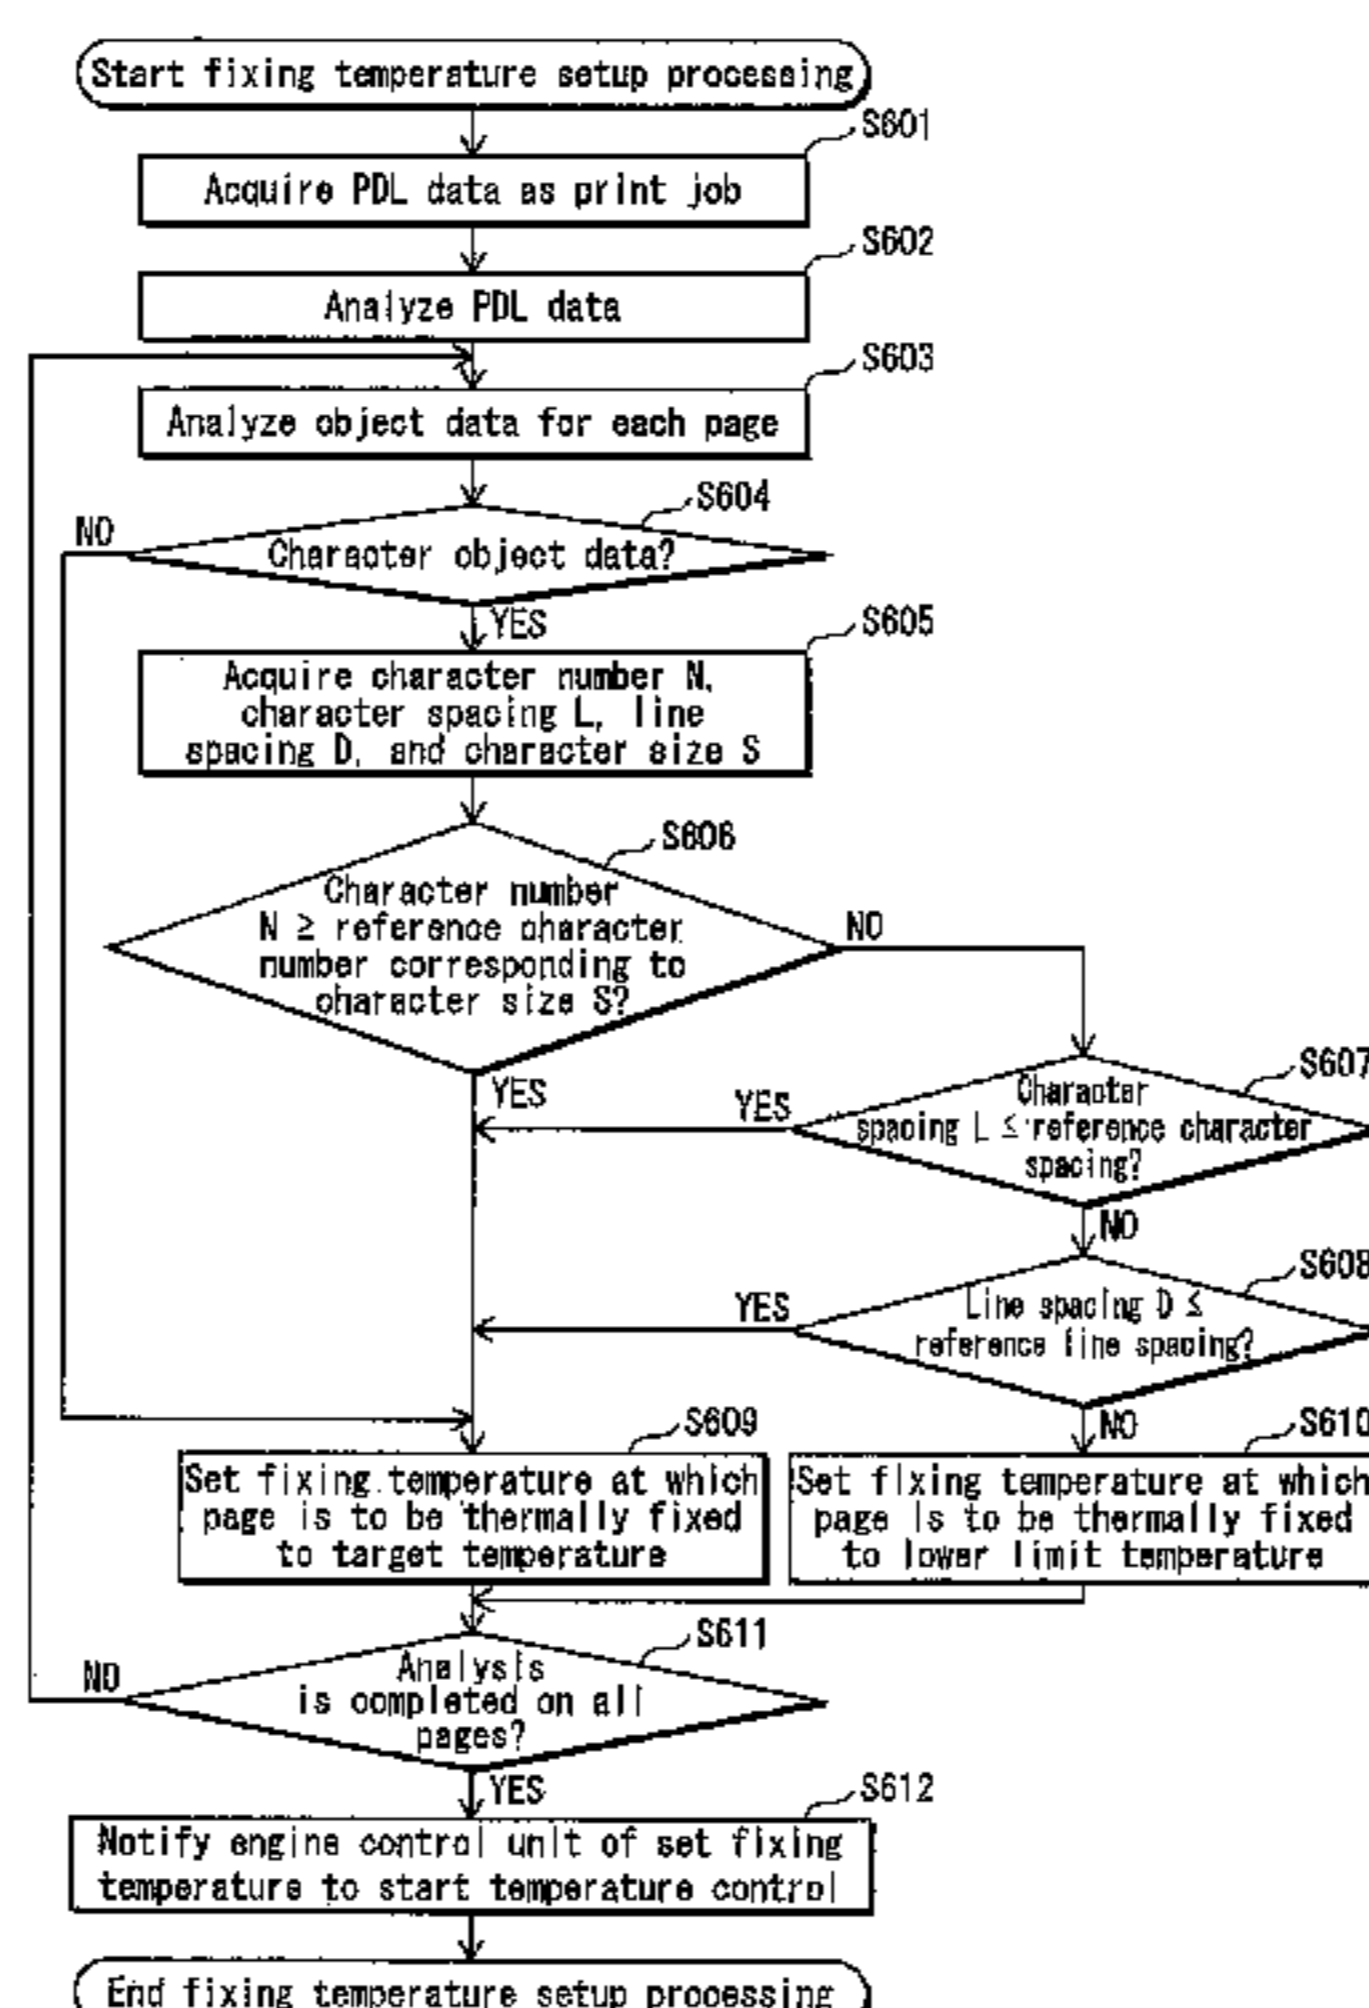 Start fixing temperature setup processing
S601
Acquire PDL data as print job
S602
Analyze PDL data
S603
Analyze object data for each page
S604
NO
Character object data?
YES
S605
Acquire character number N,
character spacing L, line
spacing D, and character size S
S606
Character number
N ≥ reference character
number corresponding to
character size S?
NO
YES
S607
YES
Character
spacing L ≤ reference character
spacing?
NO
S608
YES
Line spacing D ≤
reference line spacing?
NO
S609
Set fixing temperature at which
page is to be thermally fixed
to target temperature
S610
Set fixing temperature at which
page is to be thermally fixed
to lower limit temperature
S611
NO
Analysis
is completed on all
pages?
YES
S612
Notify engine control unit of set fixing
temperature to start temperature control
End fixing temperature setup processing